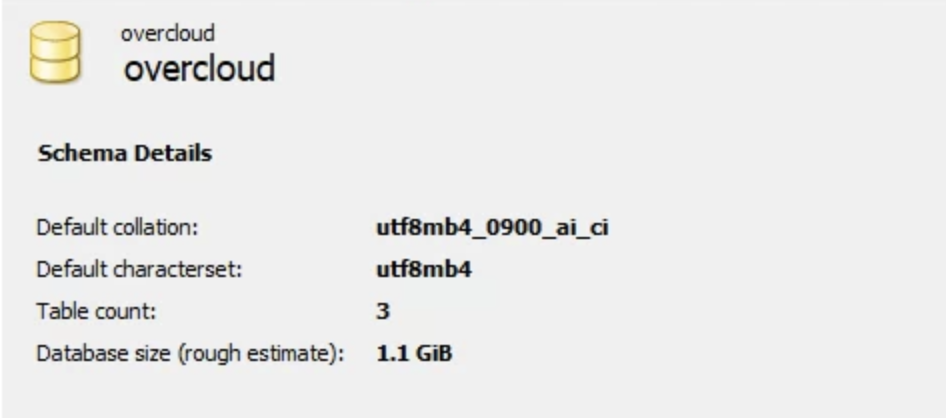 overcloud
overcloud
Schema Details
Default collation: utf8mb4_0900_ai_ci
Default characterset: utf8mb4
Table count: 3
Database size (rough estimate): 1.1 GiB